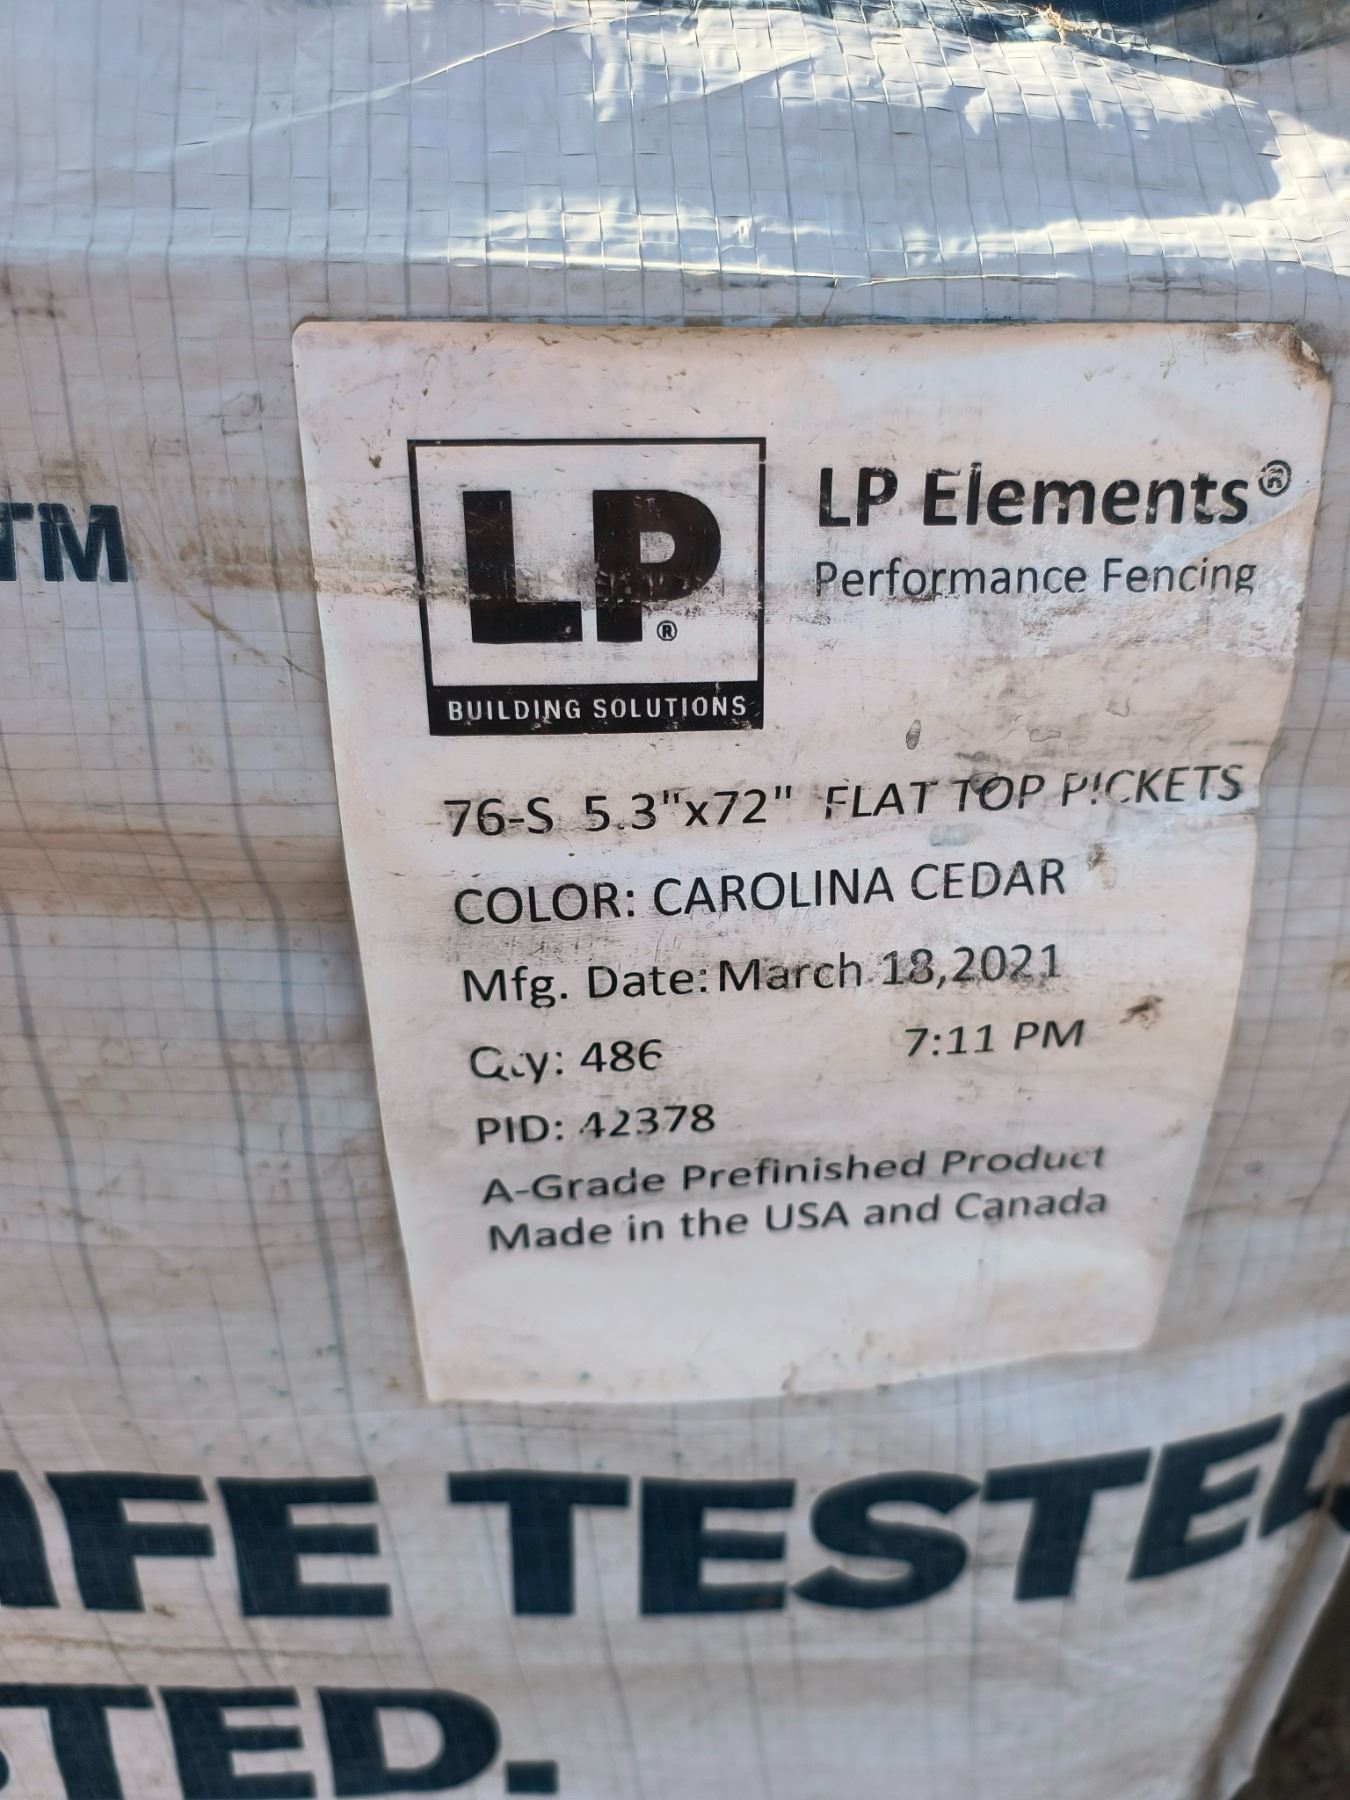 TM
LP®
BUILDING SOLUTIONS
LP Elements®
Performance Fencing
76-S 5.3"x72" FLAT TOP PICKETS
COLOR: CAROLINA CEDAR
Mfg. Date: March 18,2021
Qty: 486 7:11 PM
PID: 42378
A-Grade Prefinished Product
Made in the USA and Canada
TESTED